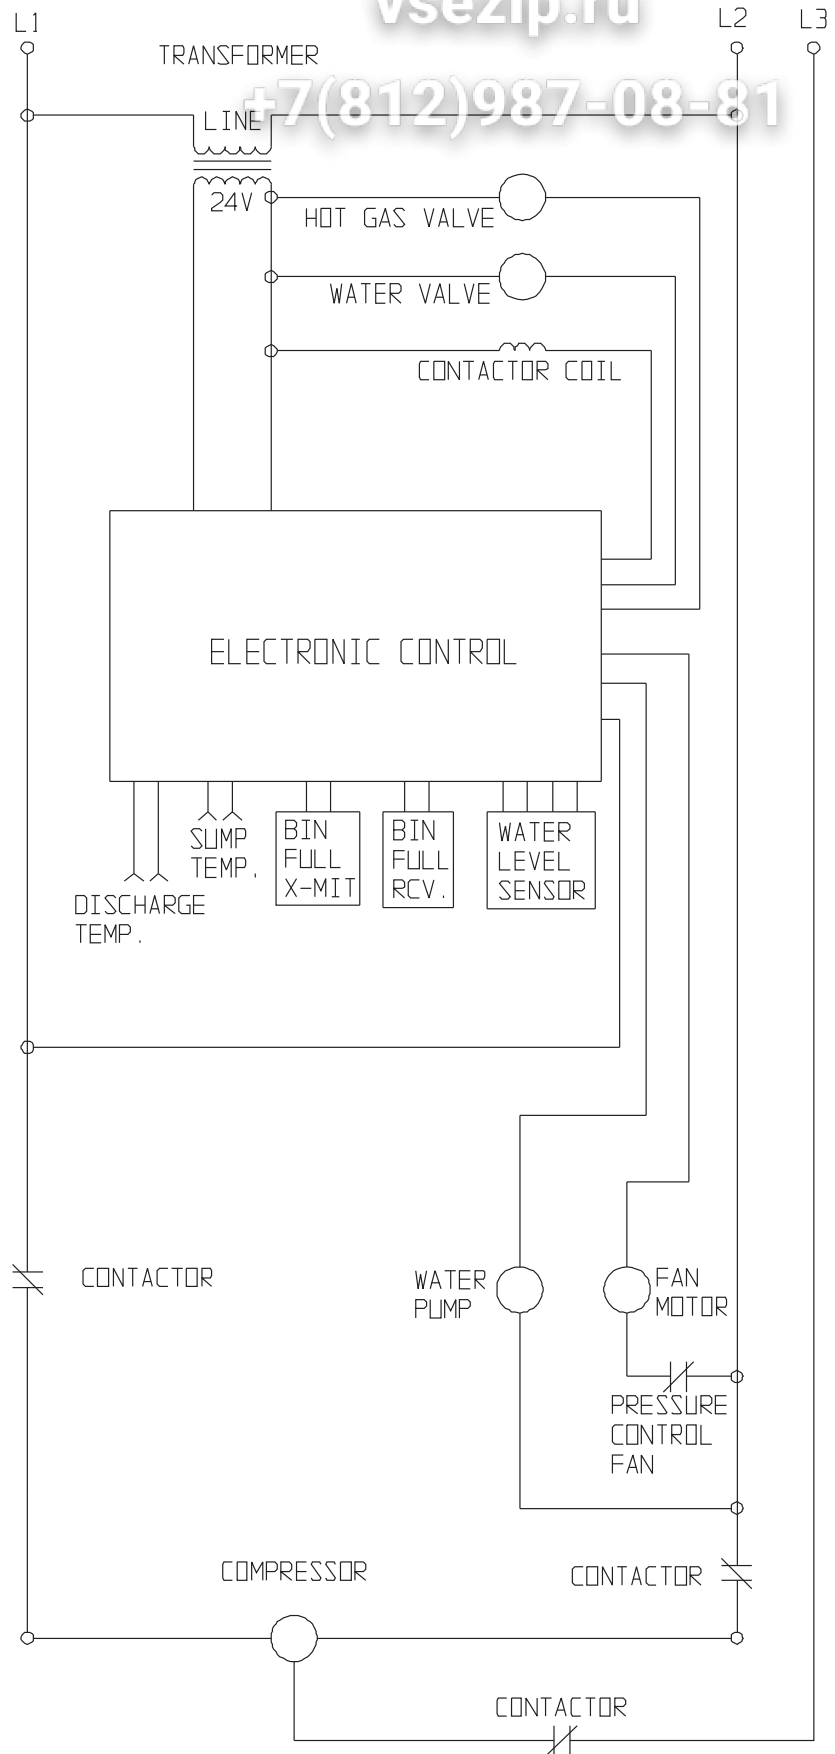 vsezip.ru
L1
L2
L3
TRANSFORMER
+7(812)987-08-81
LINE
24V
HOT GAS VALVE
WATER VALVE
CONTACTOR COIL
ELECTRONIC CONTROL
DISCHARGE
TEMP.
SUMP
TEMP.
BIN
FULL
X-MIT
BIN
FULL
RCV.
WATER
LEVEL
SENSOR
CONTACTOR
WATER
PUMP
FAN
MOTOR
PRESSURE
CONTROL
FAN
COMPRESSOR
CONTACTOR
CONTACTOR